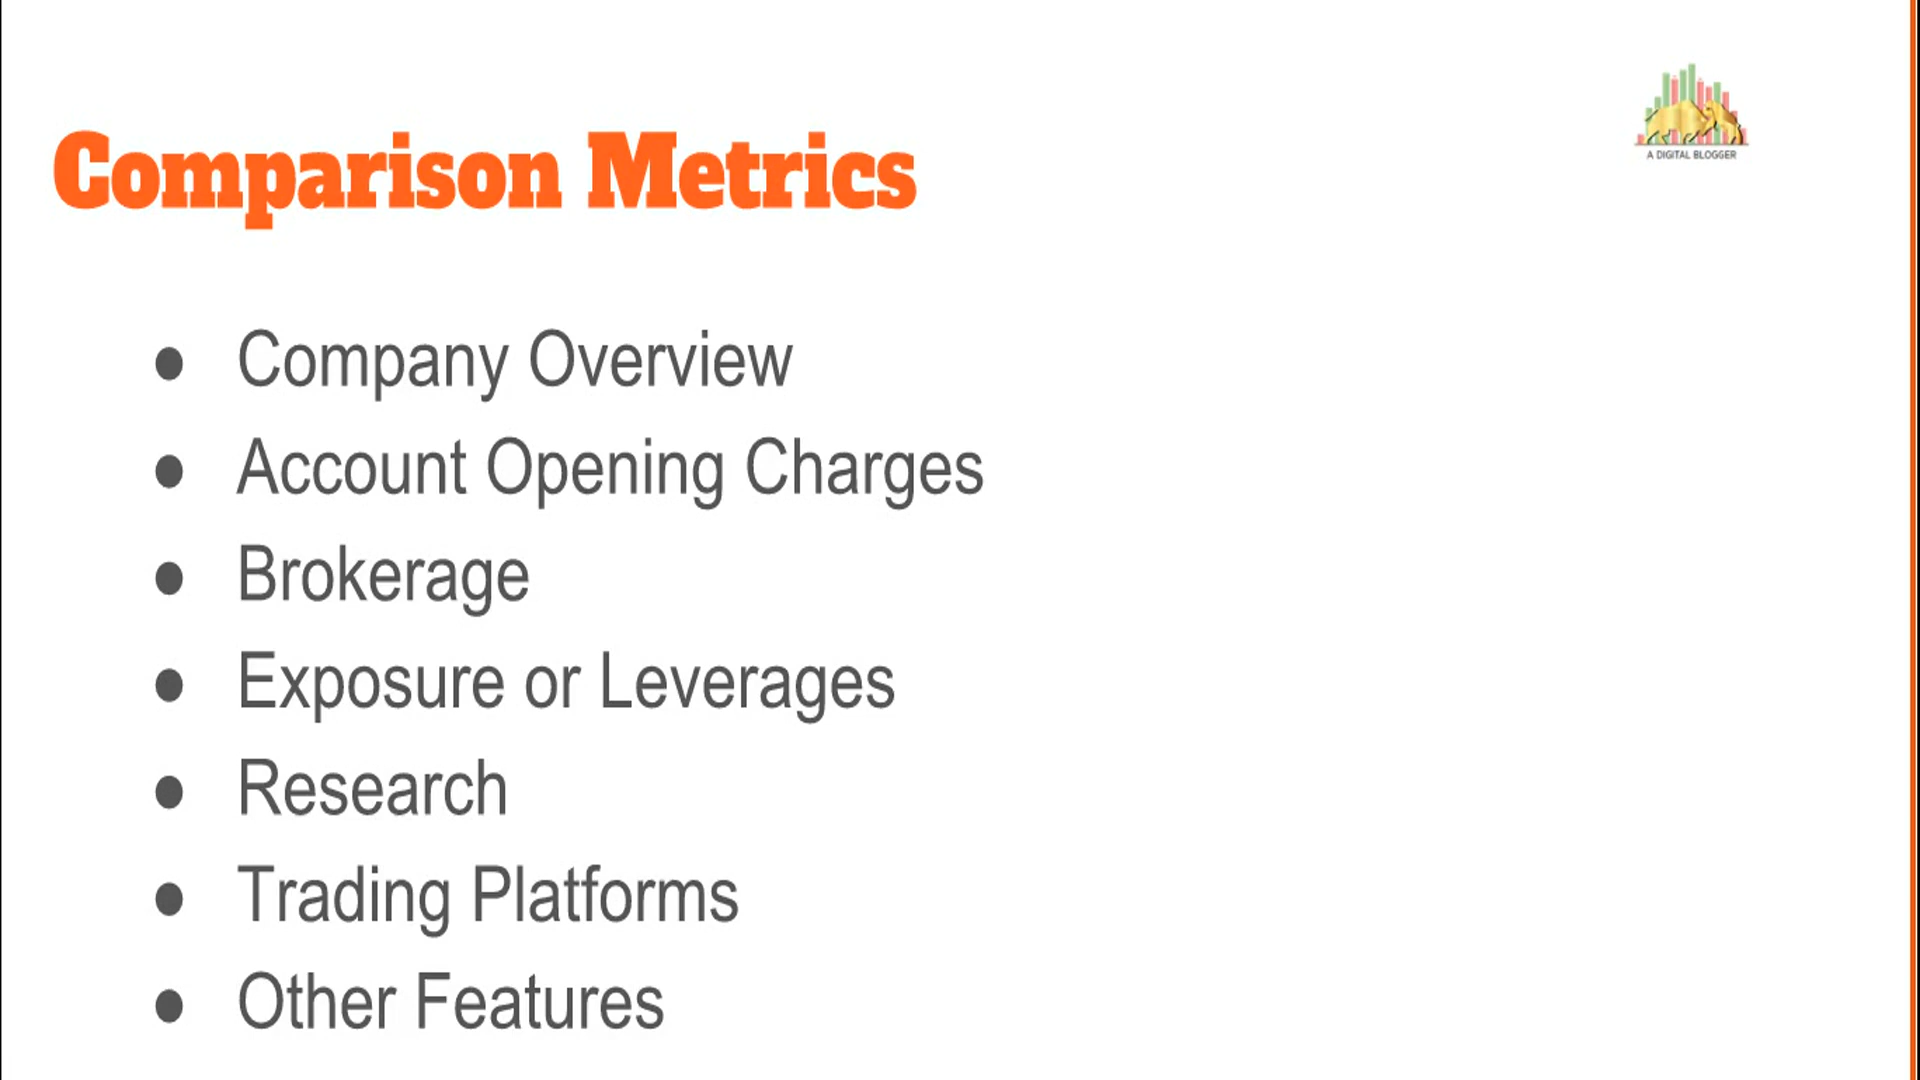 A DIGITAL BLOGGER
Comparison Metrics
● Company Overview
● Account Opening Charges
● Brokerage
● Exposure or Leverages
● Research
● Trading Platforms
● Other Features